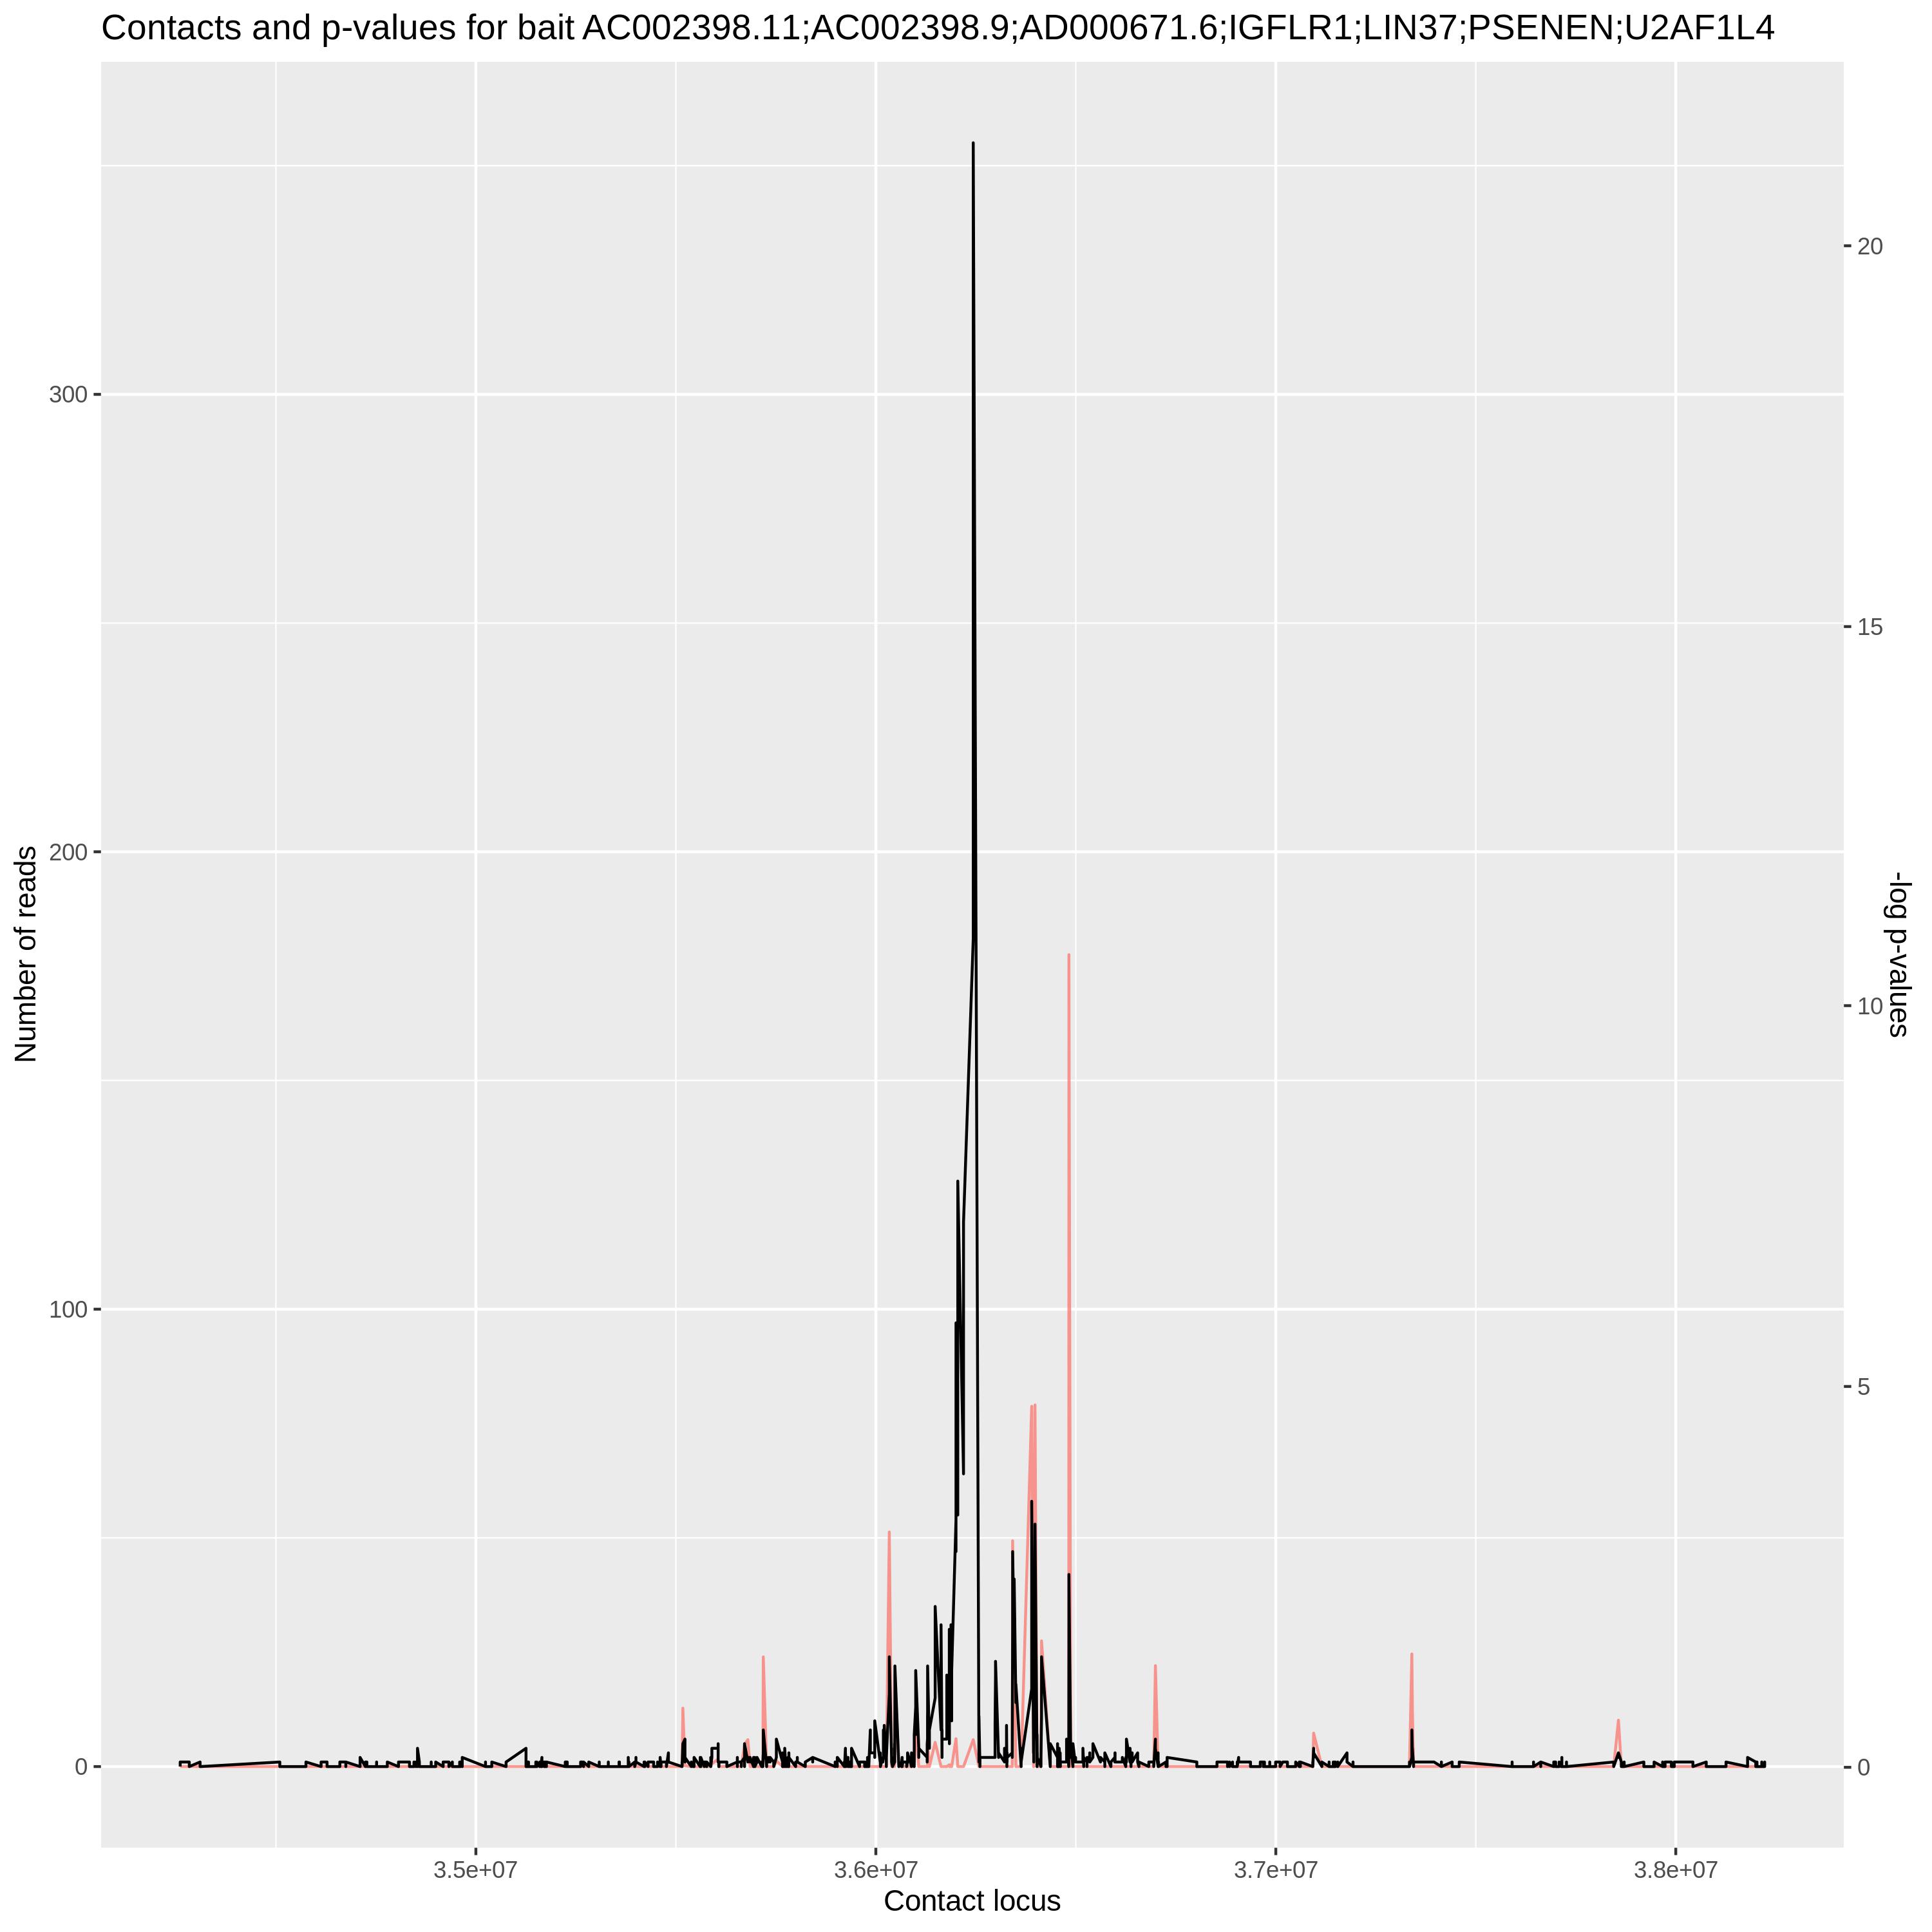 Contacts and p-values for bait AC002398.11;AC002398.9;AD000671.6;IGFLR1;LIN37;PSENEN;U2AF1L4
300
200
100
0
Number of reads
20
15
10
5
0
-log p-values
3.5e+07 3.6e+07 3.7e+07 3.8e+07
Contact locus